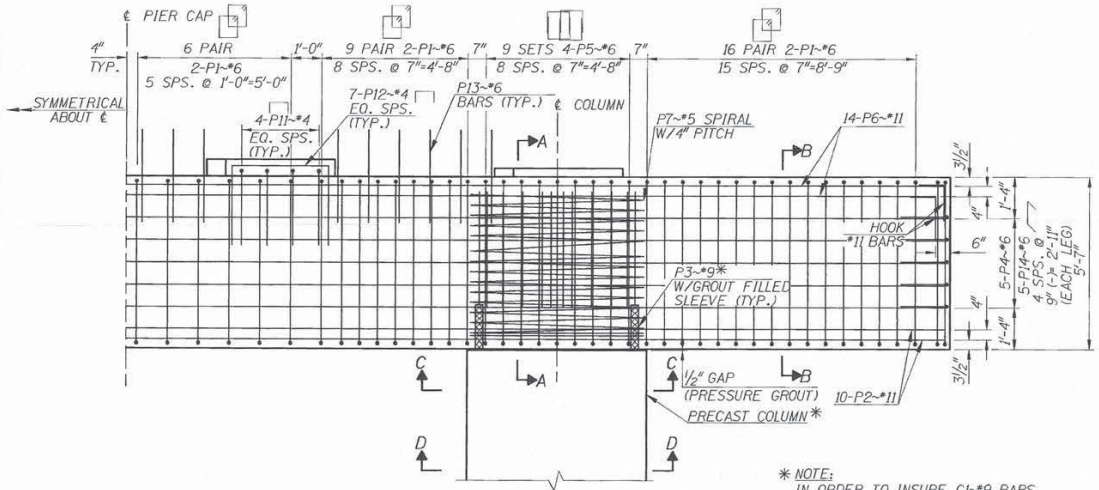 ℄ PIER CAP
4"
TYP.
6 PAIR
2-P1~#6
5 SPS. @ 1'-0"=5'-0"
1'-0"
9 PAIR 2-P1~#6
8 SPS. @ 7"=4'-8"
7"
9 SETS 4-P5~#6
8 SPS. @ 7"=4'-8"
7"
16 PAIR 2-P1~#6
15 SPS. @ 7"=8'-9"
SYMMETRICAL
ABOUT ℄
4-P11~#4
EQ. SPS.
(TYP.)
7-P12~#4
EQ. SPS.
(TYP.)
P13~#6
BARS (TYP.)
℄ COLUMN
A
P7~#5 SPIRAL
W/4" PITCH
14-P6~#11
B
3½"
4"
1'-4"
HOOK
#11 BARS
6"
5-P4~#6
5-P14~#6
4 SPS. @
9" (-)= 2'-11"
(EACH LEG)
5'-7"
P3~#9*
W/GROUT FILLED
SLEEVE (TYP.)
4"
1'-4"
3½"
C
A
C
½" GAP
(PRESSURE GROUT)
B
10-P2~#11
PRECAST COLUMN *
D
D
* NOTE:
IN ORDER TO INSURE C1~#9 BARS